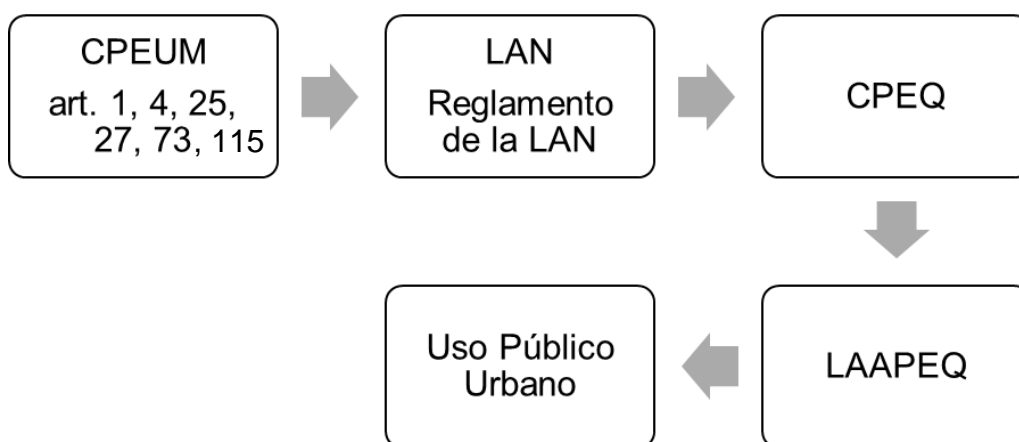 CPEUM
art. 1, 4, 25,
27, 73, 115
LAN
Reglamento
de la LAN
CPEQ
LAAPEQ
Uso Público
Urbano